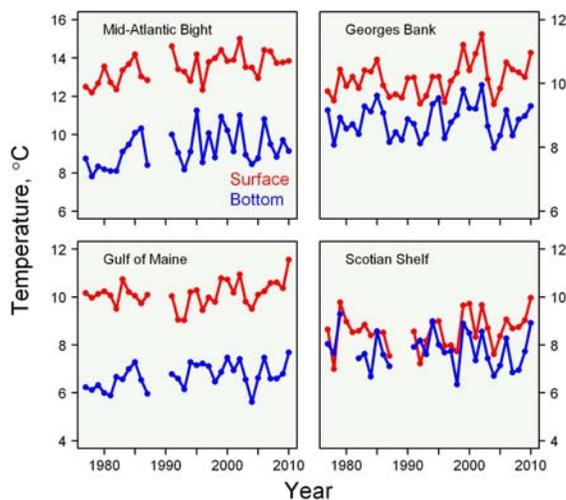 Mid-Atlantic Bight
Georges Bank
16
14
12
10
8
6
12
10
8
6
Surface
Bottom
Temperature, °C
Gulf of Maine
Scotian Shelf
12
10
8
6
4
12
10
8
6
4
1980 1990 2000 2010
1980 1990 2000 2010
Year